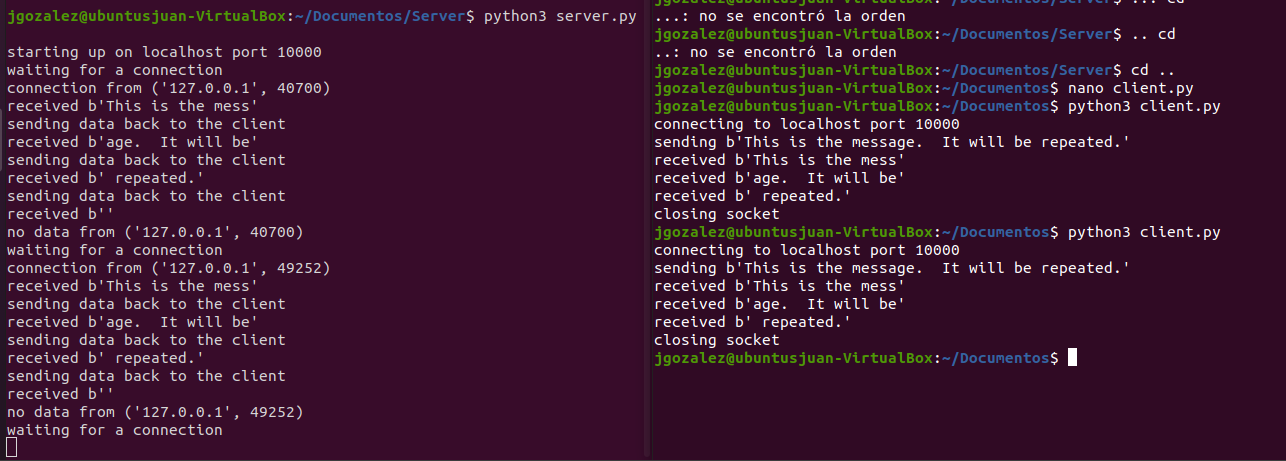 jgozalez@ubuntusjuan-VirtualBox:~/Documentos/Server$ python3 server.py
starting up on localhost port 10000
waiting for a connection
connection from ('127.0.0.1', 40700)
received b'This is the mess'
sending data back to the client
received b'age.  It will be'
sending data back to the client
received b' repeated.'
sending data back to the client
received b''
no data from ('127.0.0.1', 40700)
waiting for a connection
connection from ('127.0.0.1', 49252)
received b'This is the mess'
sending data back to the client
received b'age.  It will be'
sending data back to the client
received b' repeated.'
sending data back to the client
received b''
no data from ('127.0.0.1', 49252)
waiting for a connection
jgozalez@ubuntusjuan-VirtualBox:~/Documentos/Server$ ... cd
...: no se encontró la orden
jgozalez@ubuntusjuan-VirtualBox:~/Documentos/Server$ .. cd
..: no se encontró la orden
jgozalez@ubuntusjuan-VirtualBox:~/Documentos/Server$ cd ..
jgozalez@ubuntusjuan-VirtualBox:~/Documentos$ nano client.py
jgozalez@ubuntusjuan-VirtualBox:~/Documentos$ python3 client.py
connecting to localhost port 10000
sending b'This is the message.  It will be repeated.'
received b'This is the mess'
received b'age.  It will be'
received b' repeated.'
closing socket
jgozalez@ubuntusjuan-VirtualBox:~/Documentos$ python3 client.py
connecting to localhost port 10000
sending b'This is the message.  It will be repeated.'
received b'This is the mess'
received b'age.  It will be'
received b' repeated.'
closing socket
jgozalez@ubuntusjuan-VirtualBox:~/Documentos$